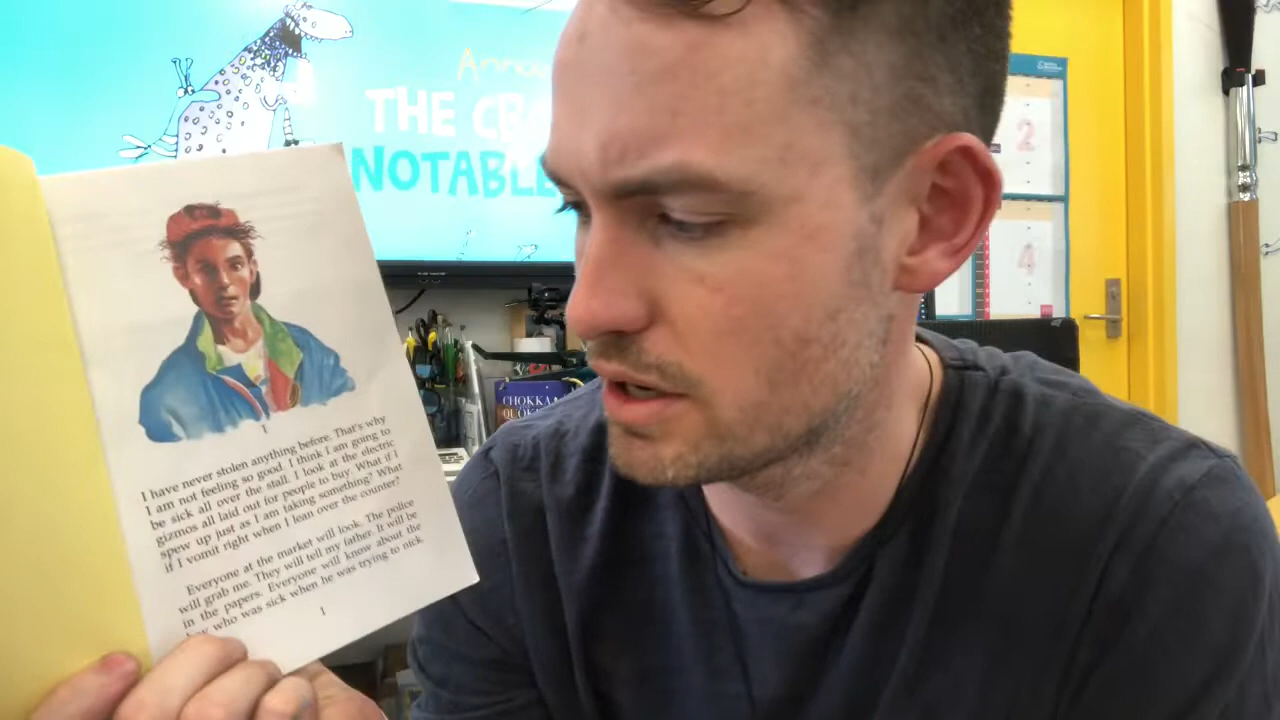 Annou
THE CB
NOTABLE
2
4
CHOKKA
QUOK
1
I have never stolen anything before. That's why
I am not feeling so good. I think I am going to
be sick all over the stall. I look at the electric
gizmos all laid out for people to buy. What if I
spew up just as I am taking something? What
if I vomit right when I lean over the counter?
Everyone at the market will look. The police
will grab me. They will tell my father. It will be
in the papers. Everyone will know about the
boy who was sick when he was trying to nick
1